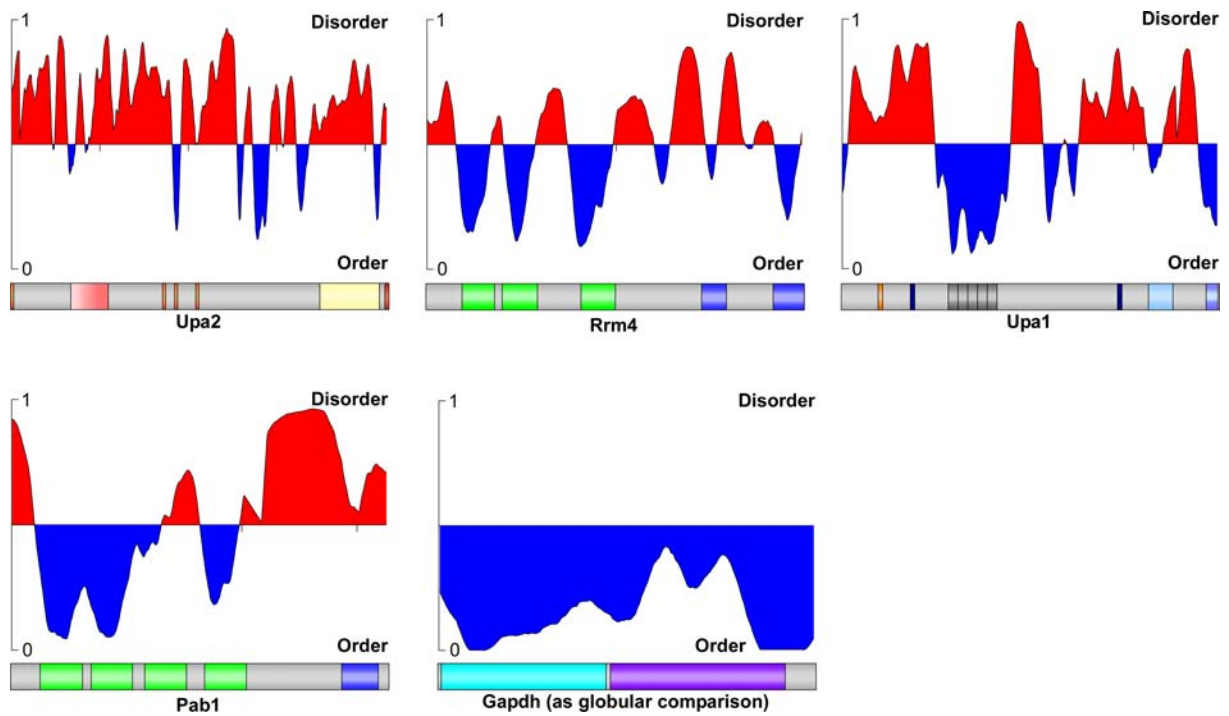 1
Disorder
0
Order
Upa2
1
Disorder
0
Order
Rrm4
1
Disorder
0
Order
Upa1
1
Disorder
0
Order
Pab1
1
Disorder
0
Order
Gapdh (as globular comparison)